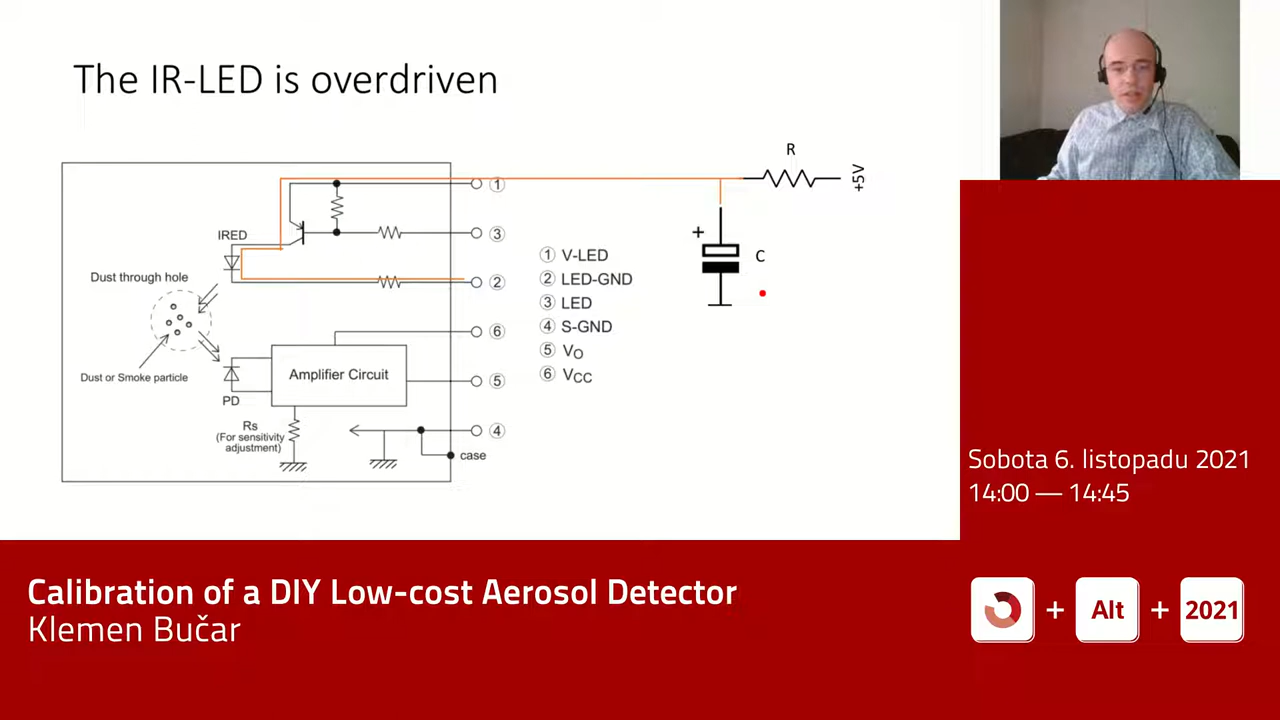 The IR-LED is overdriven
R
+5V
①
IRED
③
+
C
① V-LED
② LED-GND
③ LED
④ S-GND
⑤ VO
⑥ VCC
Dust through hole
②
⑥
Dust or Smoke particle
Amplifier Circuit
⑤
PD
Rs
(For sensitivity
adjustment)
④
case
Sobota 6. listopadu 2021
14:00 — 14:45
Calibration of a DIY Low-cost Aerosol Detector
Klemen Bučar
+ Alt + 2021